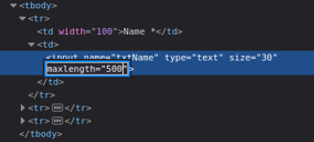 <tbody>
<tr>
<td width="100">Name *</td>
<td>
<input name="txtName" type="text" size="30"
maxlength="500">
</td>
</tr>
<tr> </tr>
<tr> </tr>
</tbody>